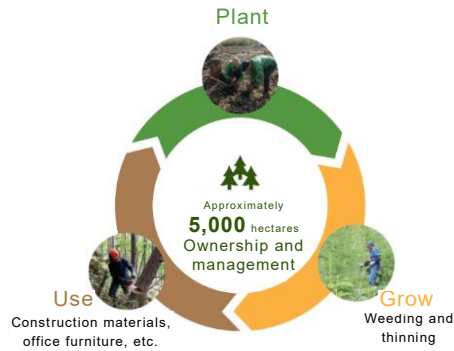 Plant
Approximately
5,000 hectares
Ownership and
management
Use
Construction materials,
office furniture, etc.
Grow
Weeding and
thinning